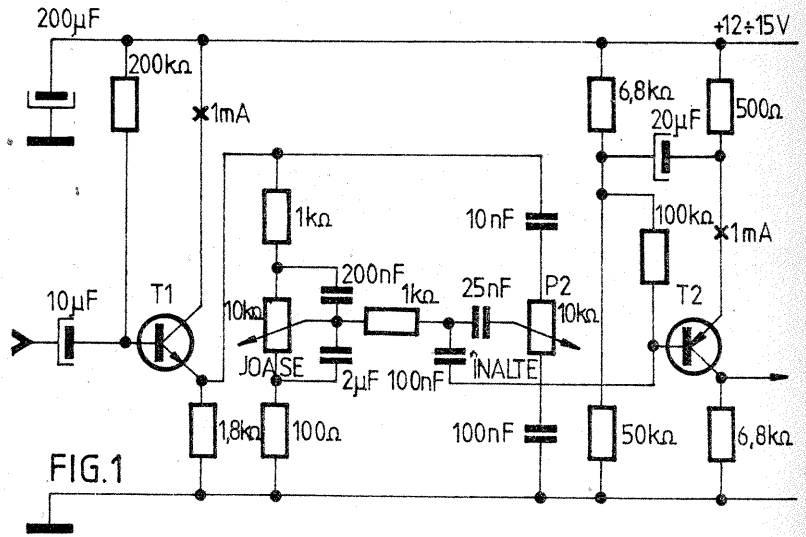 200µF
+12÷15V
200kΩ
1mA
6,8kΩ
500Ω
20µF
1kΩ
10nF
100kΩ
1mA
10µF
T1
200nF
10kΩ
1kΩ
25nF
P2
10kΩ
T2
JOASE
2µF
100nF
ÎNALTE
1,8kΩ
100Ω
100nF
50kΩ
6,8kΩ
FIG.1